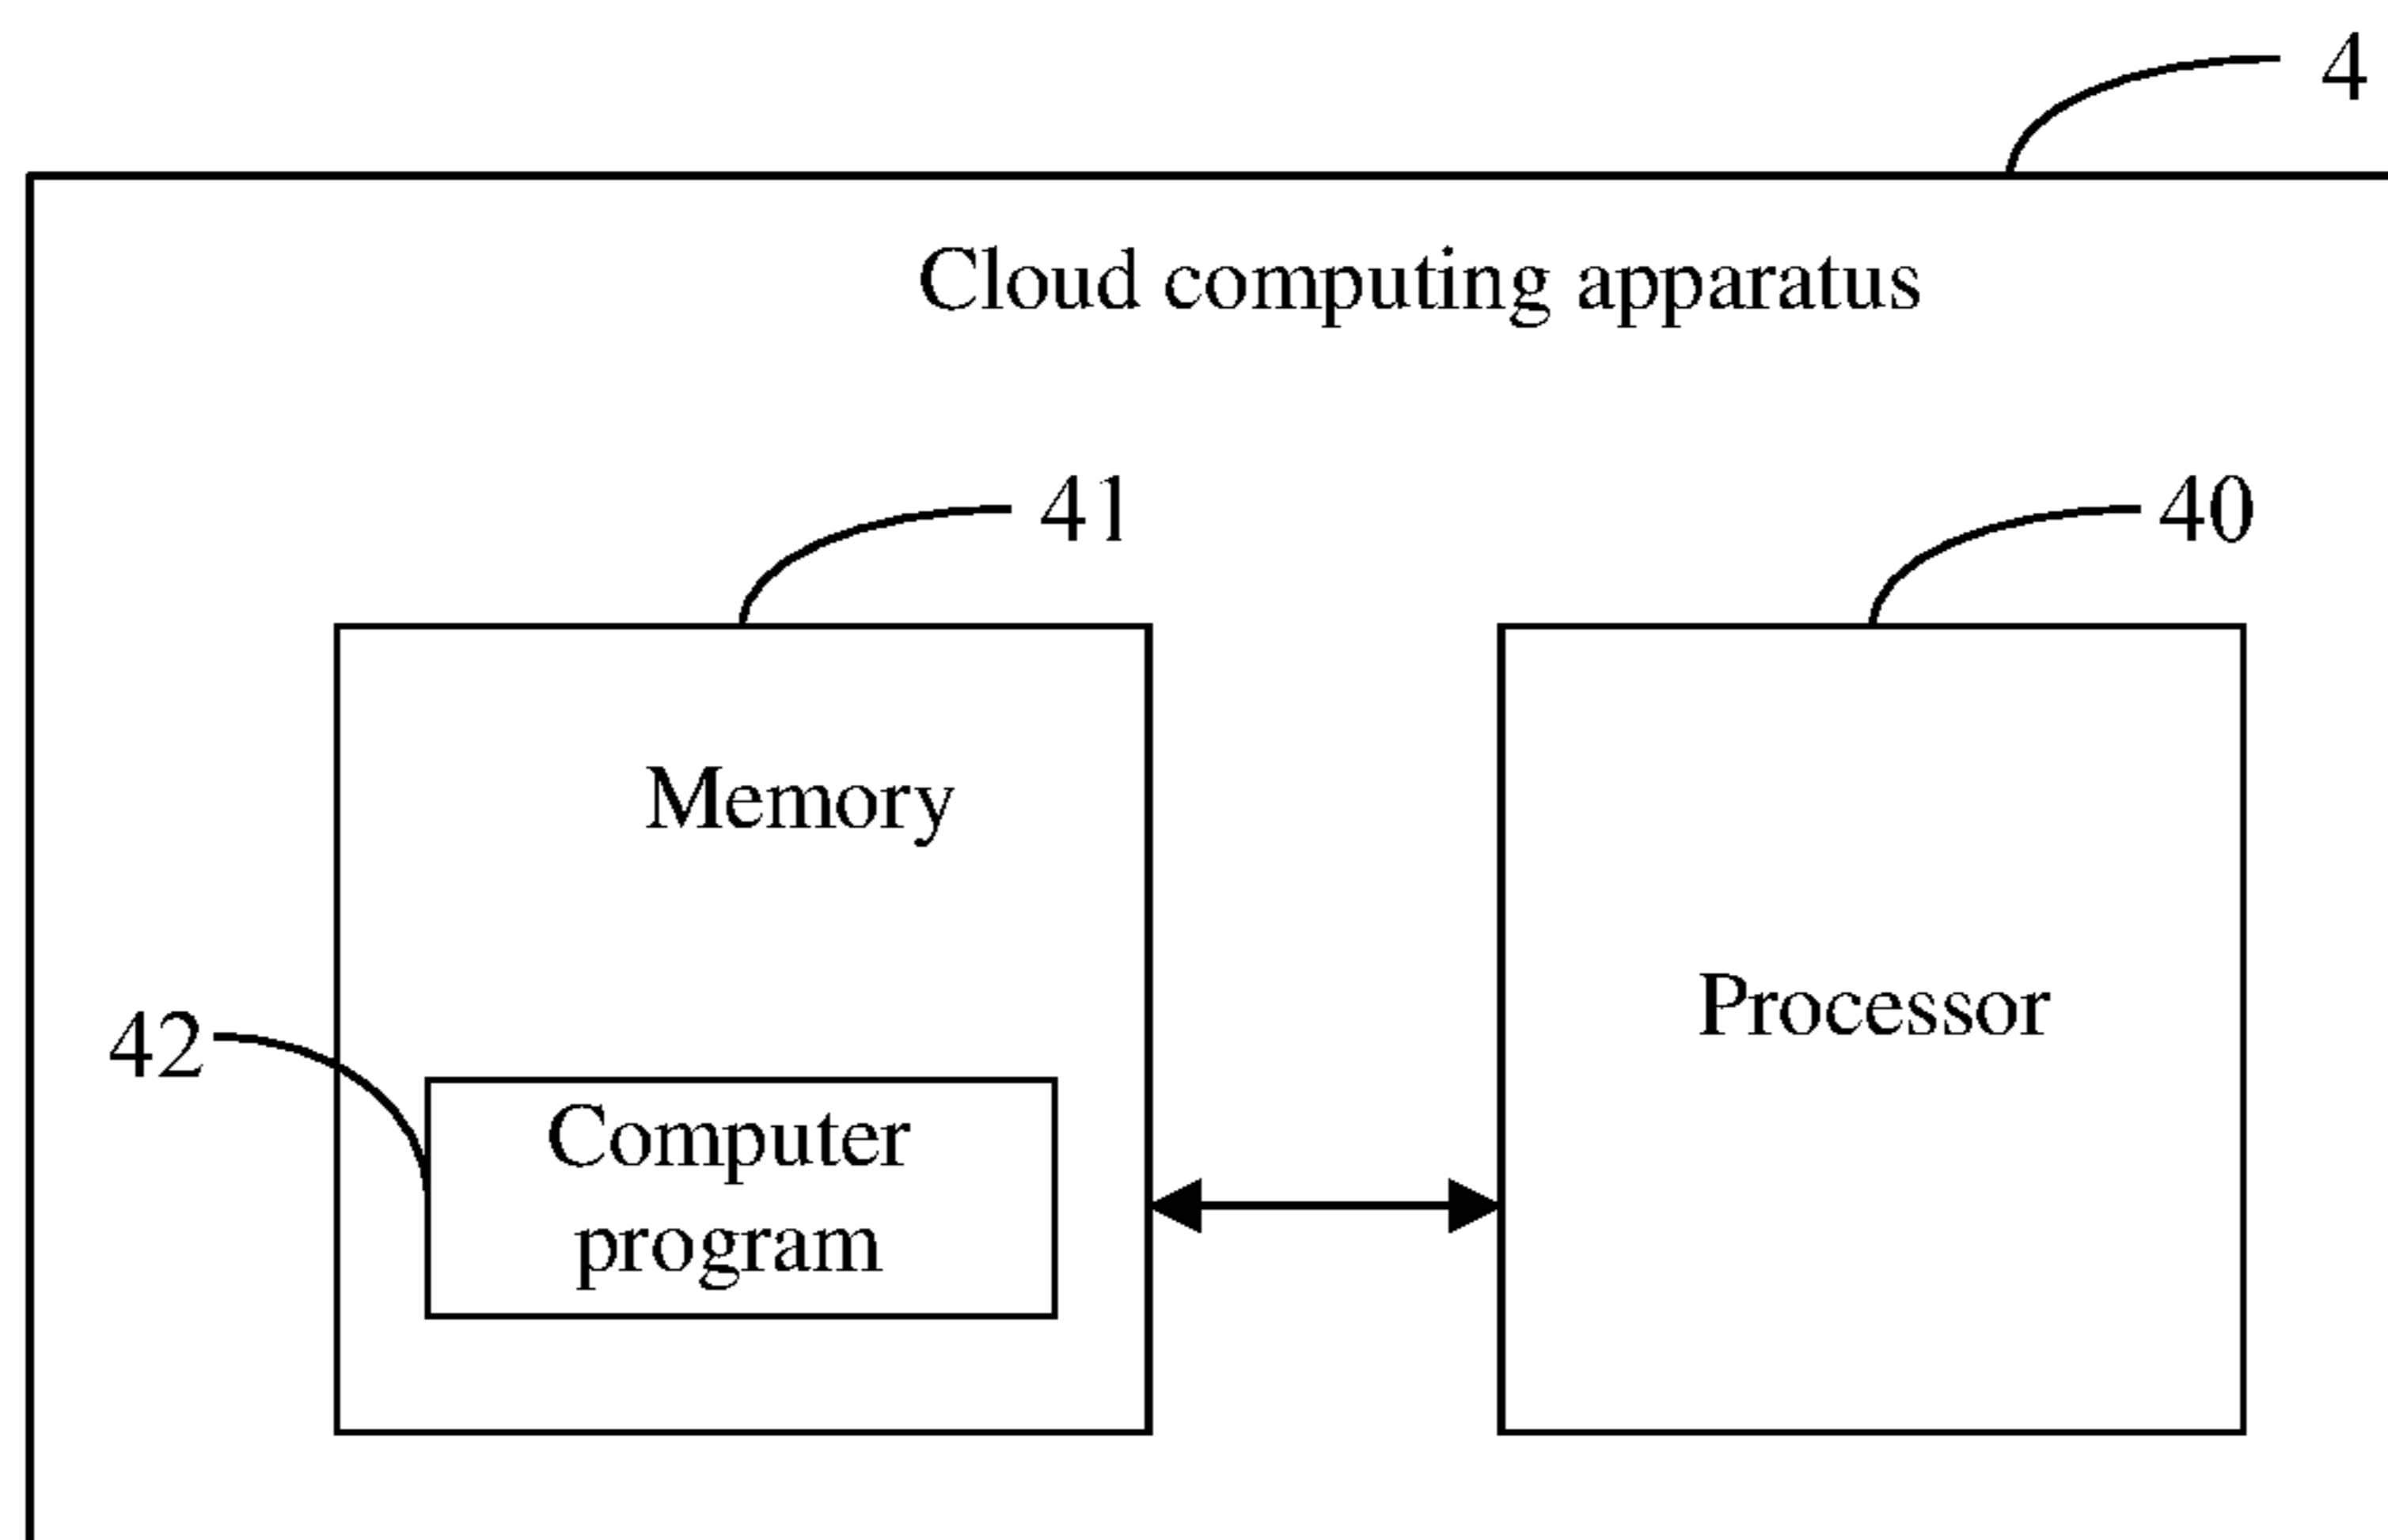 4
Cloud computing apparatus
41
40
Memory
Processor
42
Computer
program